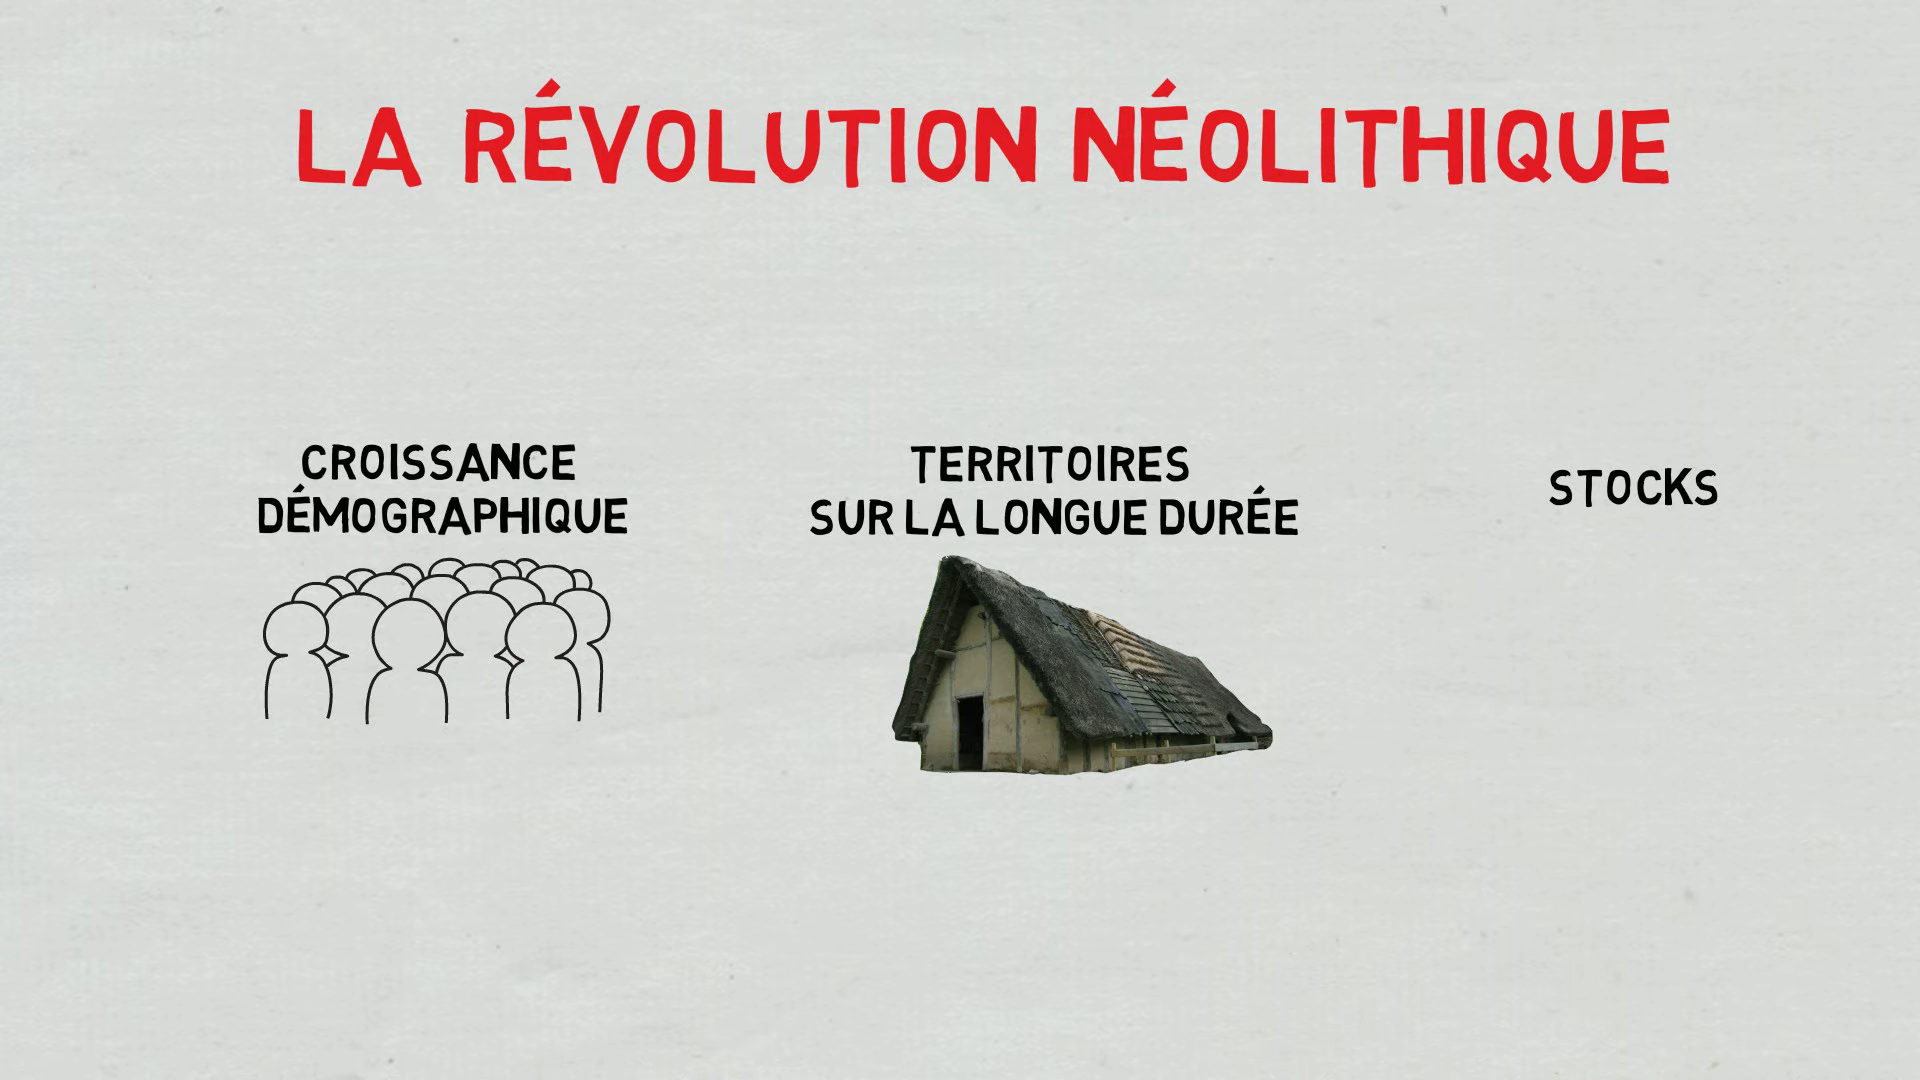 LA RÉVOLUTION NÉOLITHIQUE
CROISSANCE
DÉMOGRAPHIQUE
TERRITOIRES
SUR LA LONGUE DURÉE
STOCKS